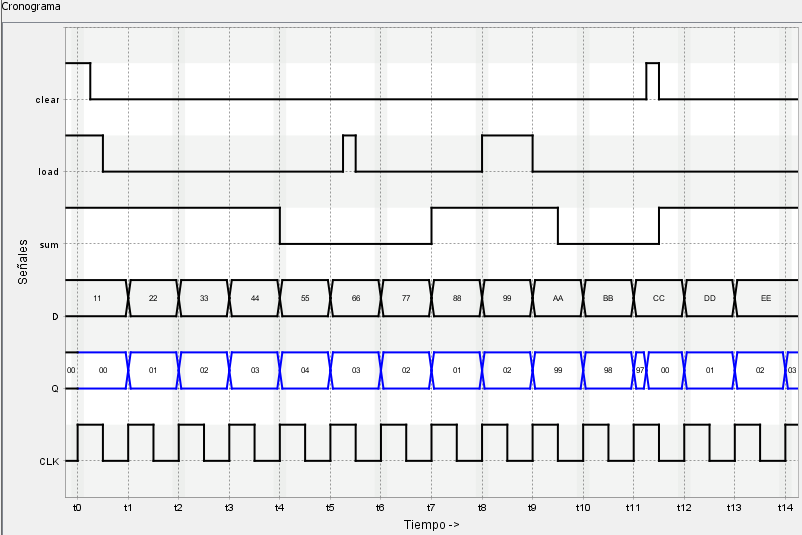 Cronograma
clear
load
sum
Señales
11 22 33 44 55 66 77 88 99 AA BB CC DD EE
D
00 00 01 02 03 04 03 02 01 02 99 98 97 00 01 02 03
Q
CLK
t0 t1 t2 t3 t4 t5 t6 t7 t8 t9 t10 t11 t12 t13 t14
Tiempo ->